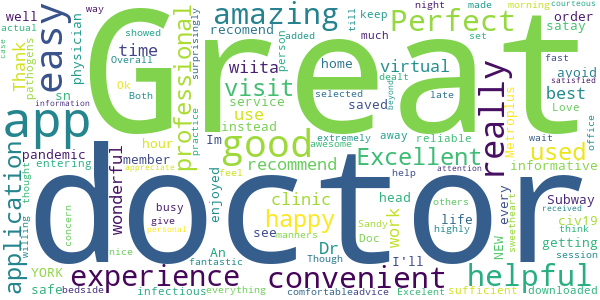 case way actual well showed night made morning courteous
till keep much set
amazing Perfect order
easy professional surprisingly recomend person added satay
Thank time physician wiita virtual avoid fast
pathogens Overall Both Ok sn
Great
visit home selected dealt beyond late best Love satisfied
information office
app practice service saved
use instead
good away reliable Metroplus wait
hour Im extremely awesome
really used
pandemic member recommend Excellent informative
application entering enjoyed help attention
thought wonderful appreciate feel
doctor
clinic head life every Subway
happy Sandy Doc work others highly NEW civ19 think
willing concern busy give see Dr manners I'll sweetheart getting received session
YORK nice personal An Though
fantastic
safe experience convenient helpful
bedside infectious everything comfortable advice Excelent sufficient downloaded